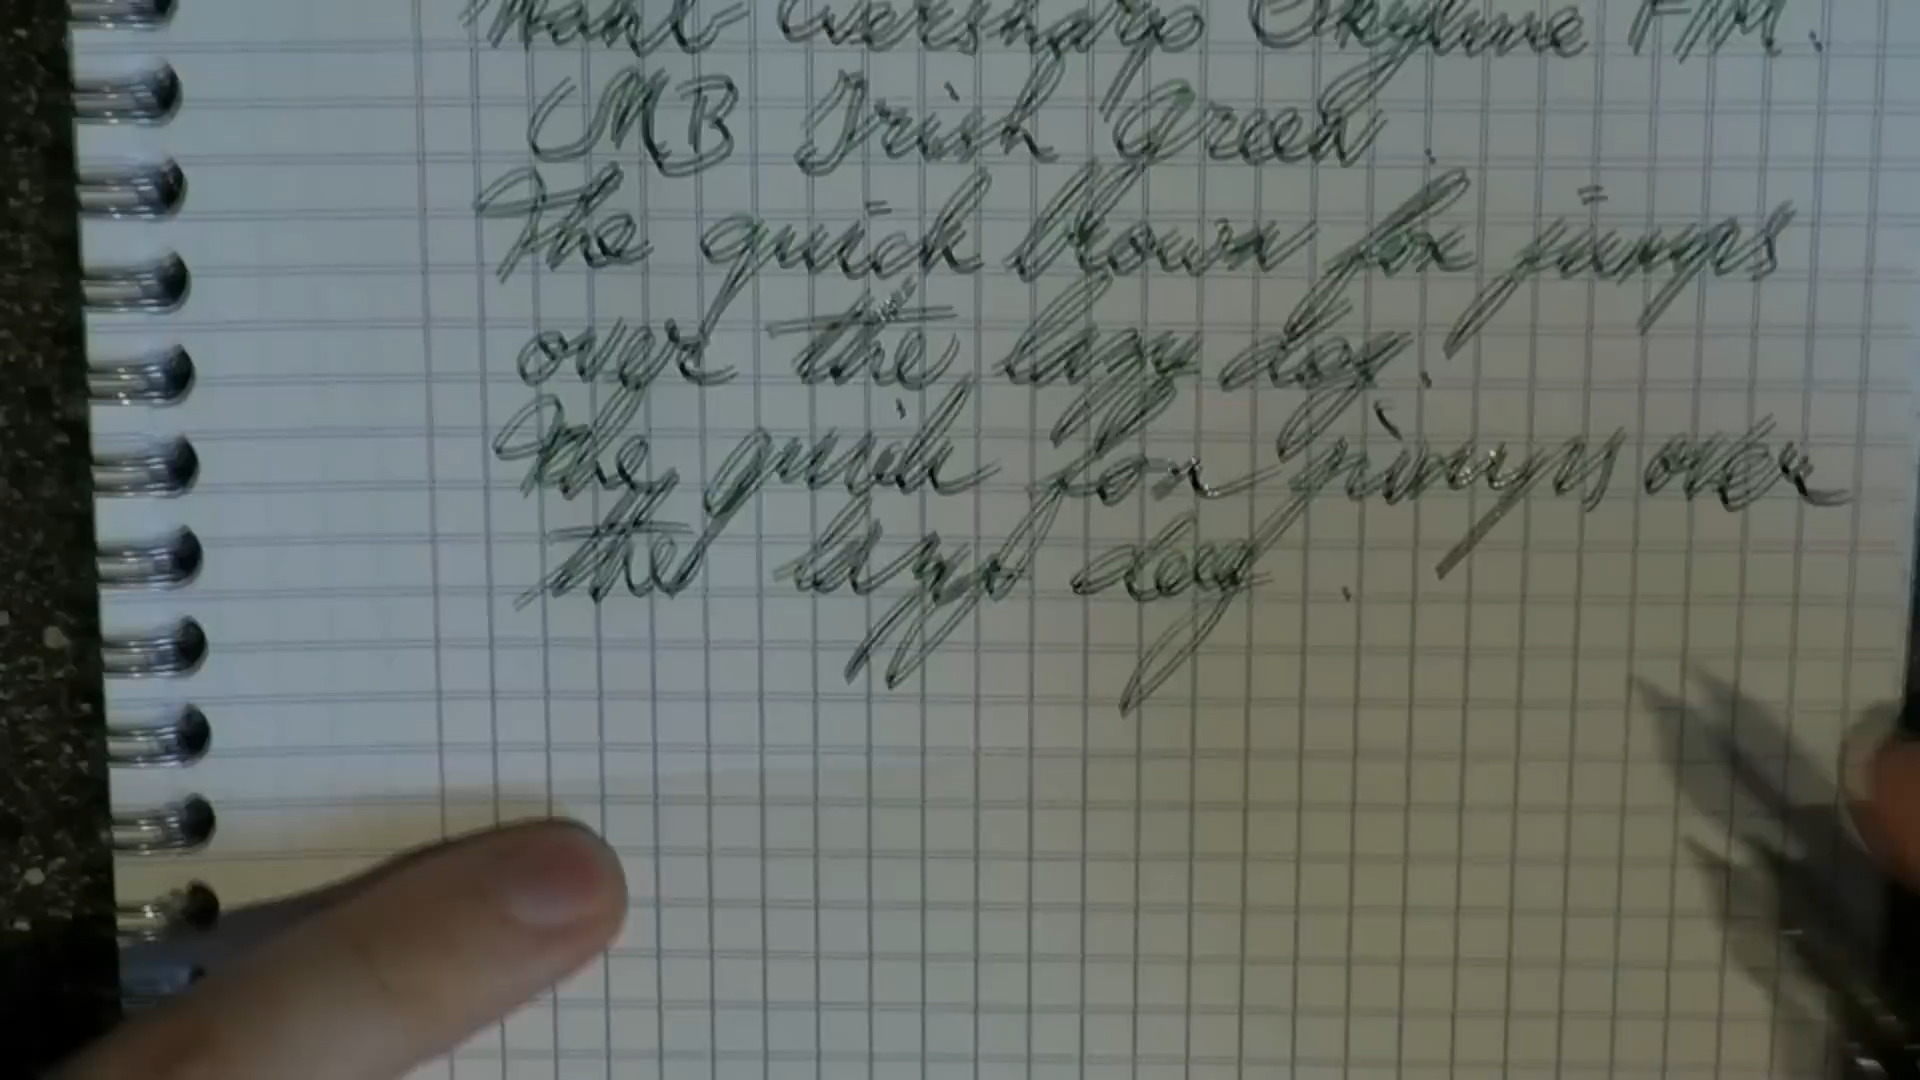 Wahl Eversharp Skyline F/M.
MB Irish Green.
The quick brown fox jumps
over the lazy dog.
The quick fox jumps over
the lazy dog.